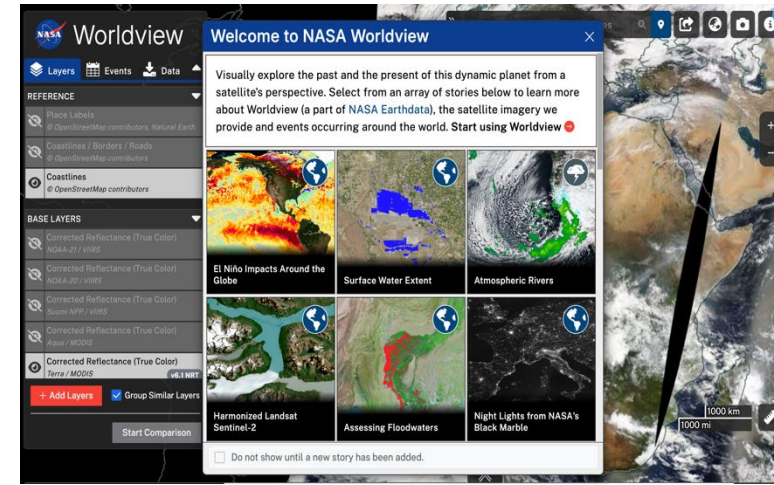 NASA Worldview
Layers Events Data
REFERENCE
Place Labels
© OpenStreetMap contributors, Natural Earth
Coastlines / Borders / Roads
© OpenStreetMap contributors
Coastlines
© OpenStreetMap contributors
BASE LAYERS
Corrected Reflectance (True Color)
NOAA-21 / VIIRS
Corrected Reflectance (True Color)
NOAA-20 / VIIRS
Corrected Reflectance (True Color)
Suomi NPP / VIIRS
Corrected Reflectance (True Color)
Aqua / MODIS
Corrected Reflectance (True Color)
Terra / MODIS
v6.1 NRT
+ Add Layers
Group Similar Layers
Start Comparison
Welcome to NASA Worldview
Visually explore the past and the present of this dynamic planet from a
satellite's perspective. Select from an array of stories below to learn more
about Worldview (a part of NASA Earthdata), the satellite imagery we
provide and events occurring around the world. Start using Worldview
El Niño Impacts Around the
Globe
Surface Water Extent
Atmospheric Rivers
Harmonized Landsat
Sentinel-2
Assessing Floodwaters
Night Lights from NASA's
Black Marble
Do not show until a new story has been added.
1000 km
1000 mi